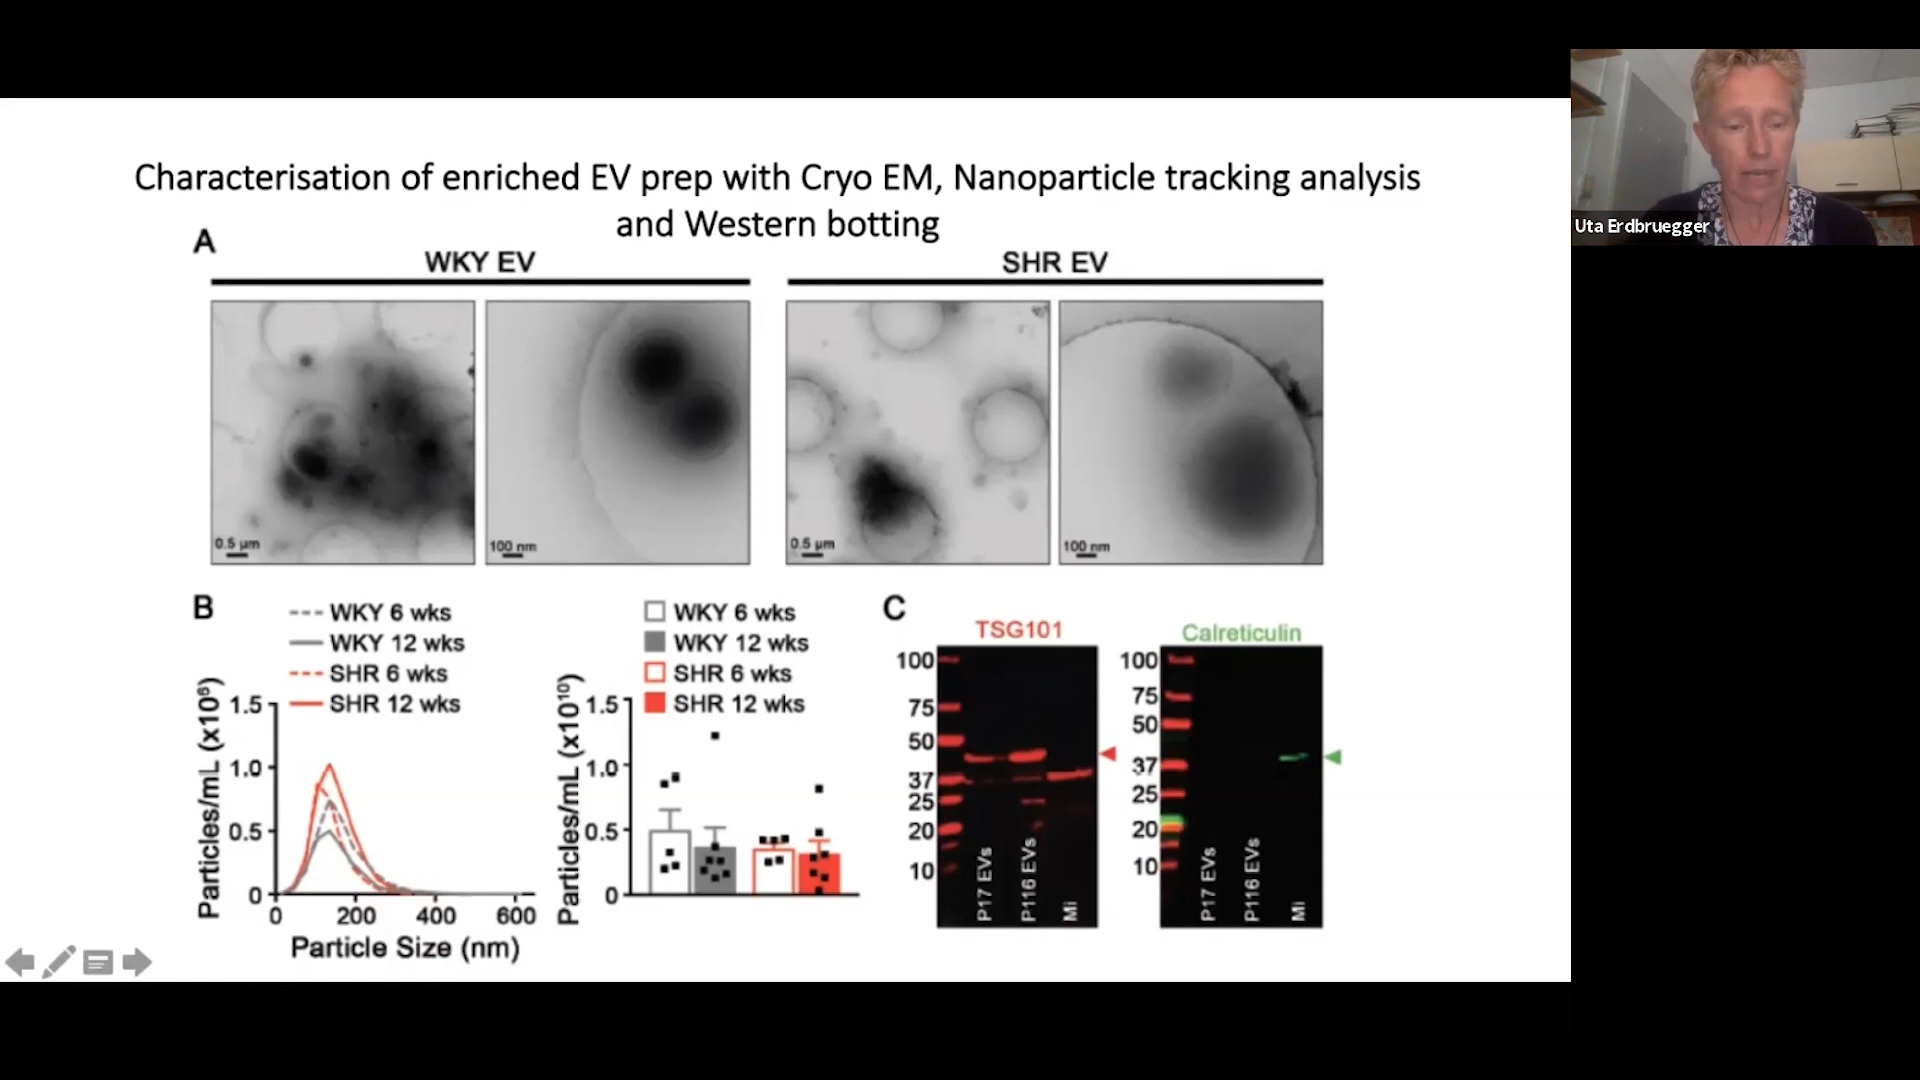 Characterisation of enriched EV prep with Cryo EM, Nanoparticle tracking analysis
and Western botting
Uta Erdbruegger
A
WKY EV
SHR EV
0.5 µm
100 nm
0.5 µm
100 nm
B
WKY 6 wks
WKY 12 wks
SHR 6 wks
SHR 12 wks
Particles/mL (x10⁶)
1.5
1.0
0.5
0
0 200 400 600
Particle Size (nm)
WKY 6 wks
WKY 12 wks
SHR 6 wks
SHR 12 wks
Particles/mL (x10¹⁰)
1.5
1.0
0.5
0
C
TSG101
100
75
50
37
25
20
10
P17 EVs
P116 EVs
Mi
Calreticulin
100
75
50
37
25
20
10
P17 EVs
P116 EVs
Mi